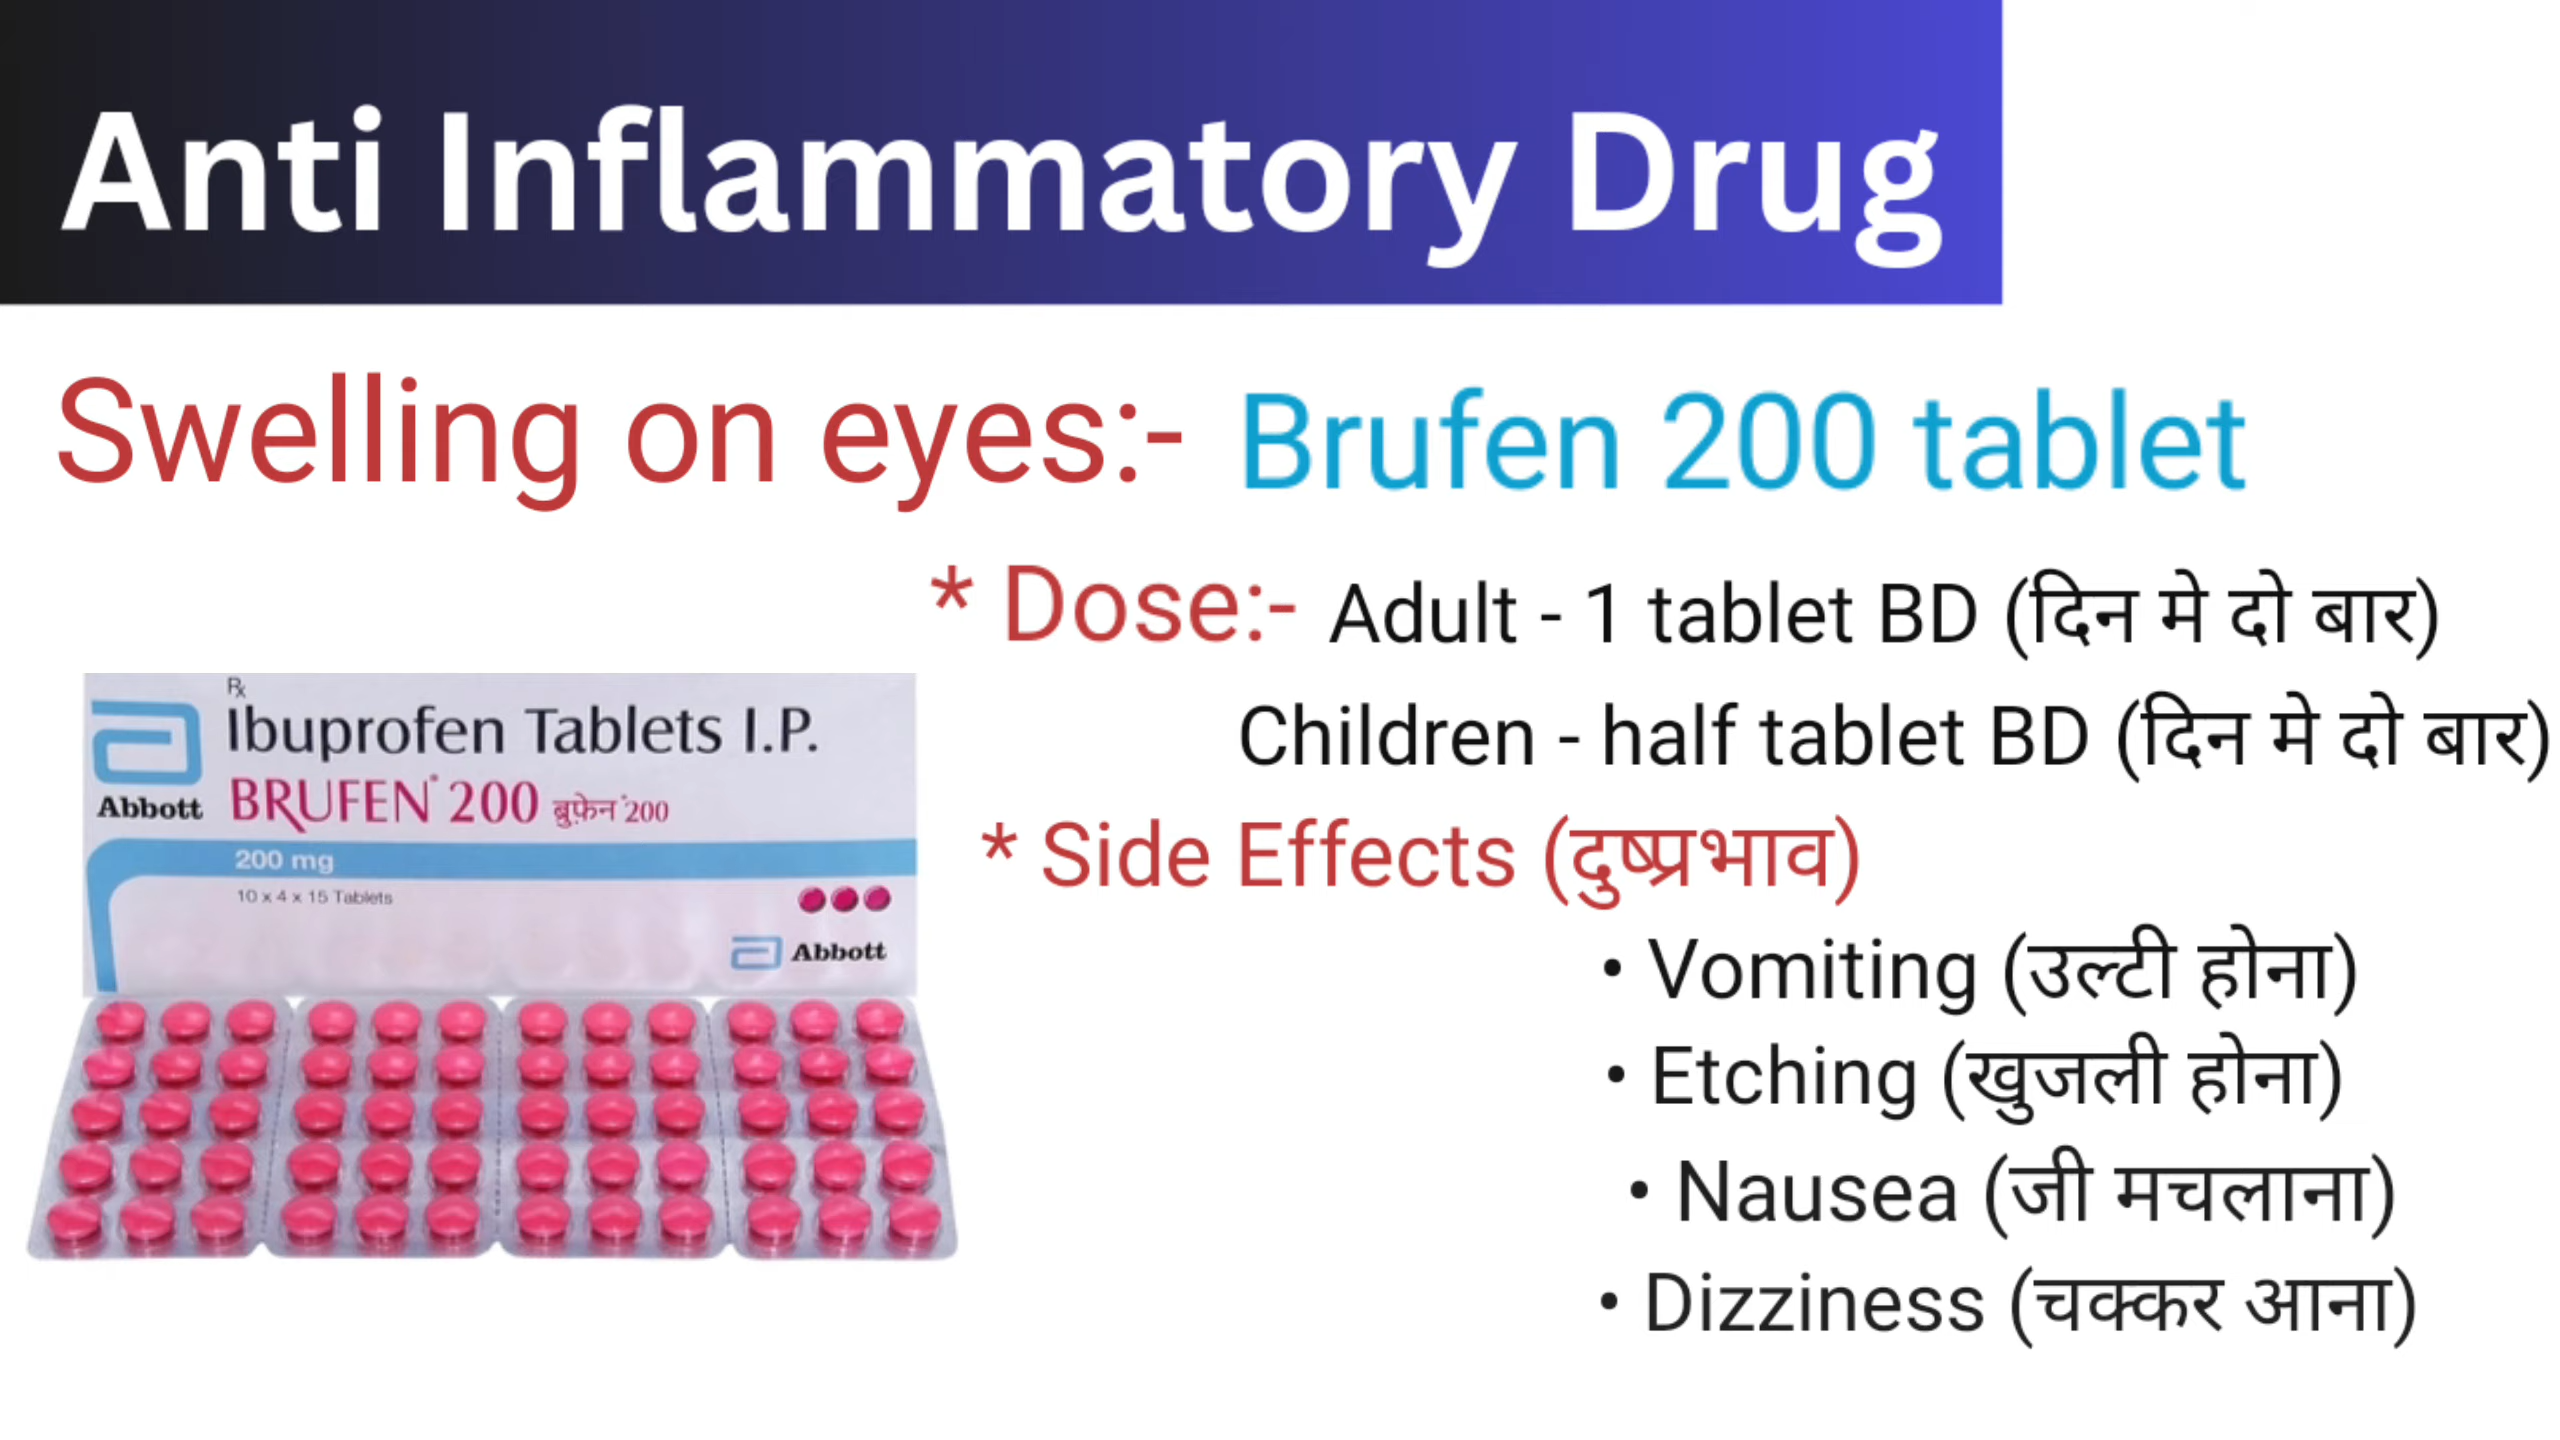 Anti Inflammatory Drug
Swelling on eyes:- Brufen 200 tablet
* Dose:- Adult - 1 tablet BD (दिन मे दो बार)
Children - half tablet BD (दिन मे दो बार)
* Side Effects (दुष्प्रभाव)
• Vomiting (उल्टी होना)
• Etching (खुजली होना)
• Nausea (जी मचलाना)
• Dizziness (चक्कर आना)
Rx
Ibuprofen Tablets I.P.
Abbott BRUFEN® 200 ब्रुफ़ेन® 200
200 mg
10 x 4 x 15 Tablets
Abbott